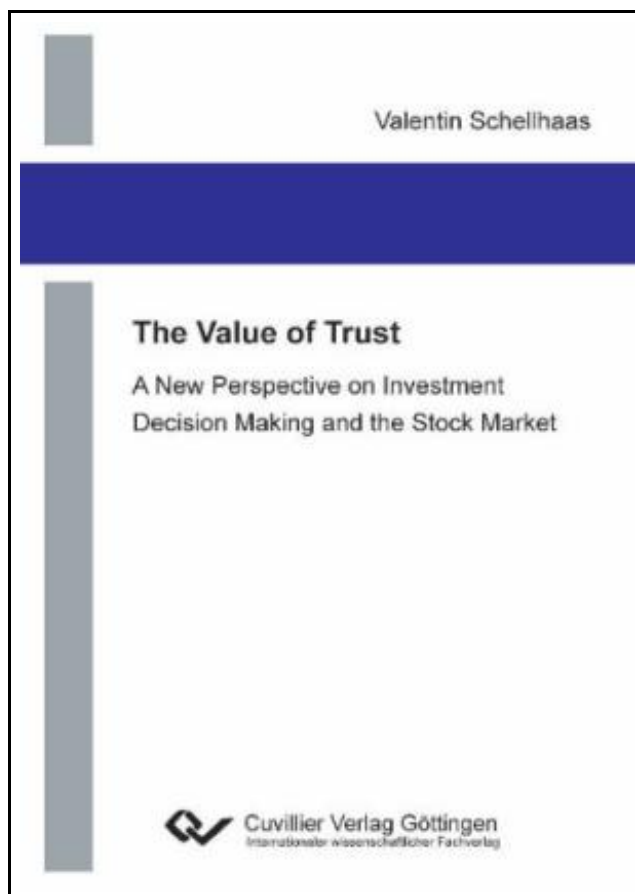 Valentin Schellhaas
The Value of Trust
A New Perspective on Investment
Decision Making and the Stock Market
Cuvillier Verlag Göttingen
Internationaler wissenschaftlicher Fachverlag